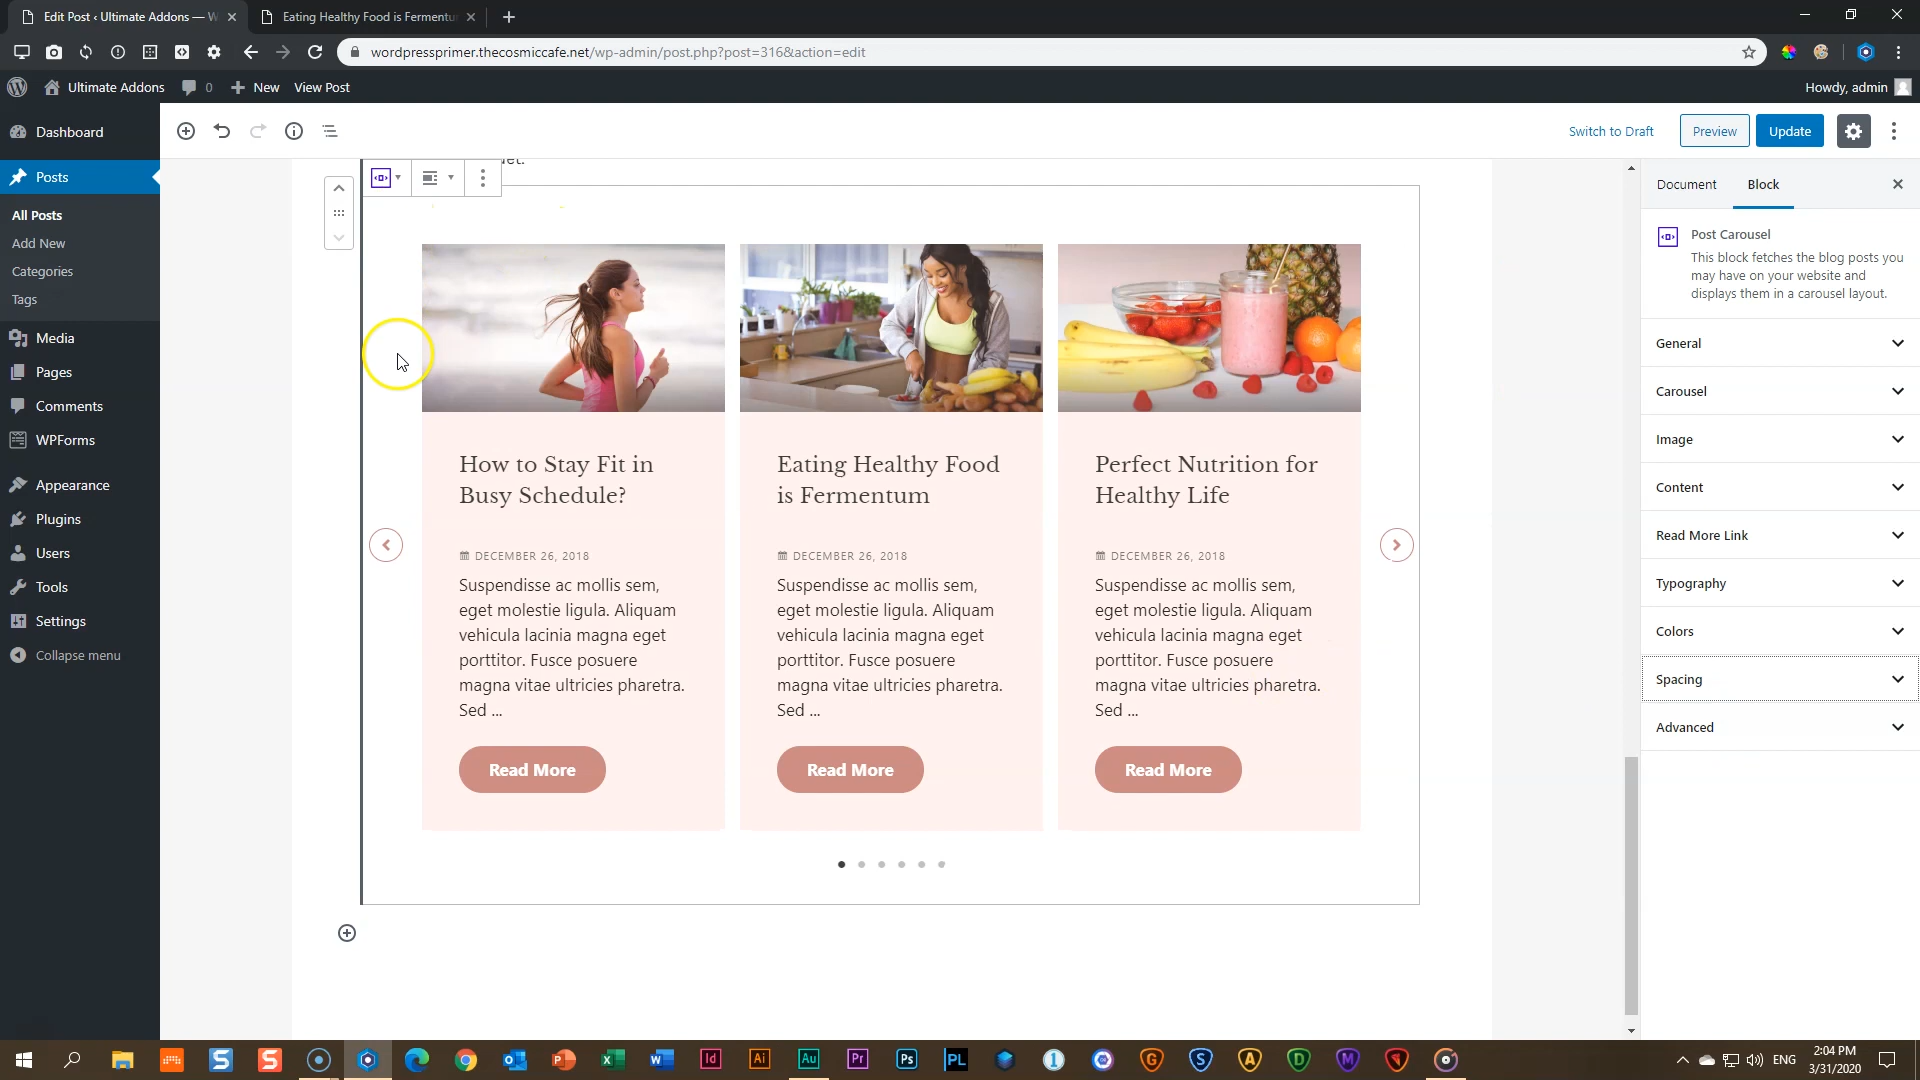 Edit Post ‹ Ultimate Addons — W
Eating Healthy Food is Fermentu
wordpressprimer.thecosmiccafe.net/wp-admin/post.php?post=316&action=edit
Ultimate Addons
0
New
View Post
Howdy, admin
Dashboard
Posts
All Posts
Add New
Categories
Tags
Media
Pages
Comments
WPForms
Appearance
Plugins
Users
Tools
Settings
Collapse menu
Switch to Draft
Preview
Update
How to Stay Fit in
Busy Schedule?
DECEMBER 26, 2018
Suspendisse ac mollis sem,
eget molestie ligula. Aliquam
vehicula lacinia magna eget
porttitor. Fusce posuere
magna vitae ultricies pharetra.
Sed ...
Read More
Eating Healthy Food
is Fermentum
DECEMBER 26, 2018
Suspendisse ac mollis sem,
eget molestie ligula. Aliquam
vehicula lacinia magna eget
porttitor. Fusce posuere
magna vitae ultricies pharetra.
Sed ...
Read More
Perfect Nutrition for
Healthy Life
DECEMBER 26, 2018
Suspendisse ac mollis sem,
eget molestie ligula. Aliquam
vehicula lacinia magna eget
porttitor. Fusce posuere
magna vitae ultricies pharetra.
Sed ...
Read More
Document
Block
Post Carousel
This block fetches the blog posts you
may have on your website and
displays them in a carousel layout.
General
Carousel
Image
Content
Read More Link
Typography
Colors
Spacing
Advanced
S
S
Id
Ai
Au
Pr
Ps
PL
1
G
S
A
D
M
ENG
2:04 PM
3/31/2020